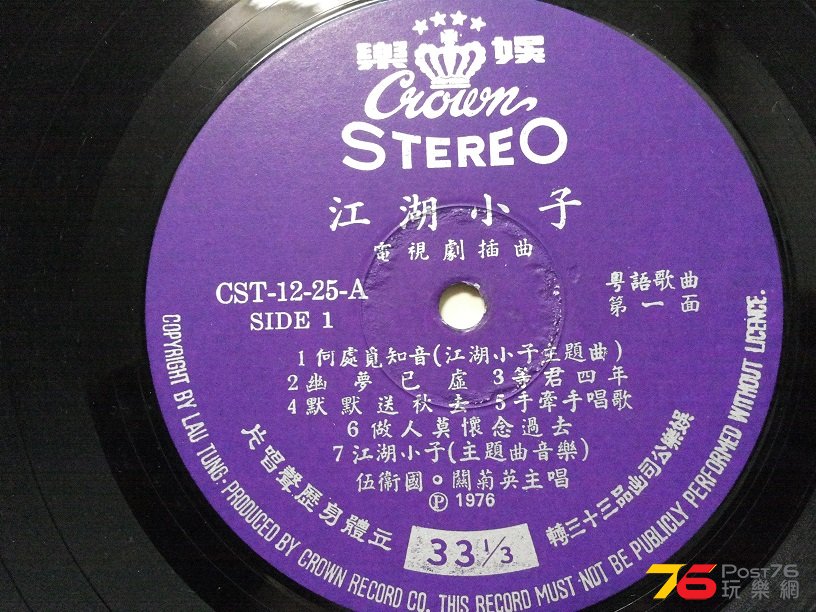 樂娛
Crown
STEREO
江湖小子
電視劇插曲
CST-12-25-A
SIDE 1
粵語歌曲
第一面
1 何處覓知音(江湖小子主題曲)
2 幽夢已虛 3 等君四年
4 默默送秋去 5 手牽手唱歌
6 做人莫懷念過去
7 江湖小子(主題曲音樂)
伍衛國。關菊英主唱
Ⓟ 1976
片唱聲歷身體立
33 1/3
轉三十三品出司公樂娛
COPYRIGHT BY LAU TUNG: PRODUCED BY CROWN RECORD CO. THIS RECORD MUST NOT BE PUBLICLY PERFORMED WITHOUT LICENCE.
76 POST76
玩樂網